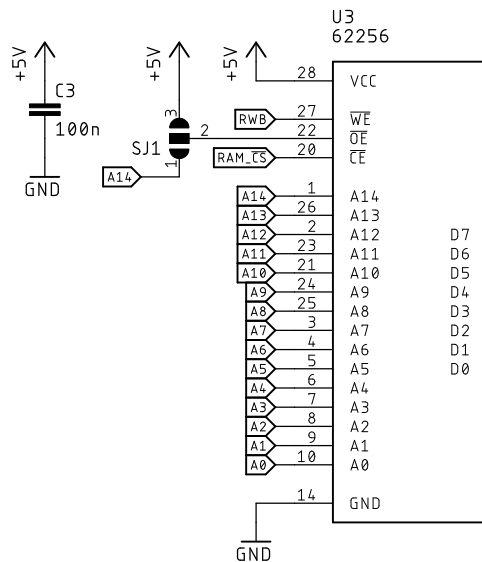 U3
62256
+5V
+5V
+5V
28 VCC
C3
100n
GND
3
SJ1
2
1
A14
RWB 27 WE
22 OE
RAM_CS 20 CE
A14 1 A14
A13 26 A13
A12 2 A12 D7
A11 23 A11 D6
A10 21 A10 D5
A9 24 A9 D4
A8 25 A8 D3
A7 3 A7 D2
A6 4 A6 D1
A5 5 A5 D0
A4 6 A4
A3 7 A3
A2 8 A2
A1 9 A1
A0 10 A0
14 GND
GND